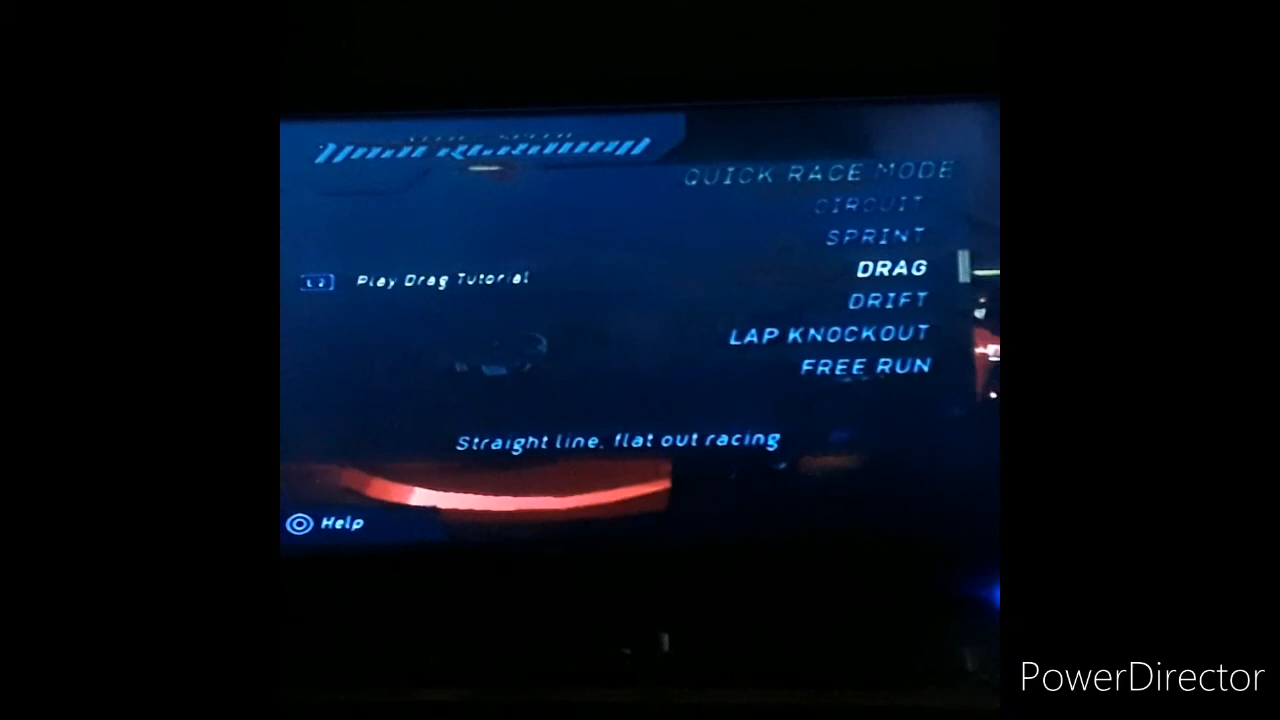 QUICK RACE MODE
CIRCUIT
SPRINT
DRAG
L2 Play Drag Tutorial
DRIFT
LAP KNOCKOUT
FREE RUN
Straight line, flat out racing
Help
PowerDirector